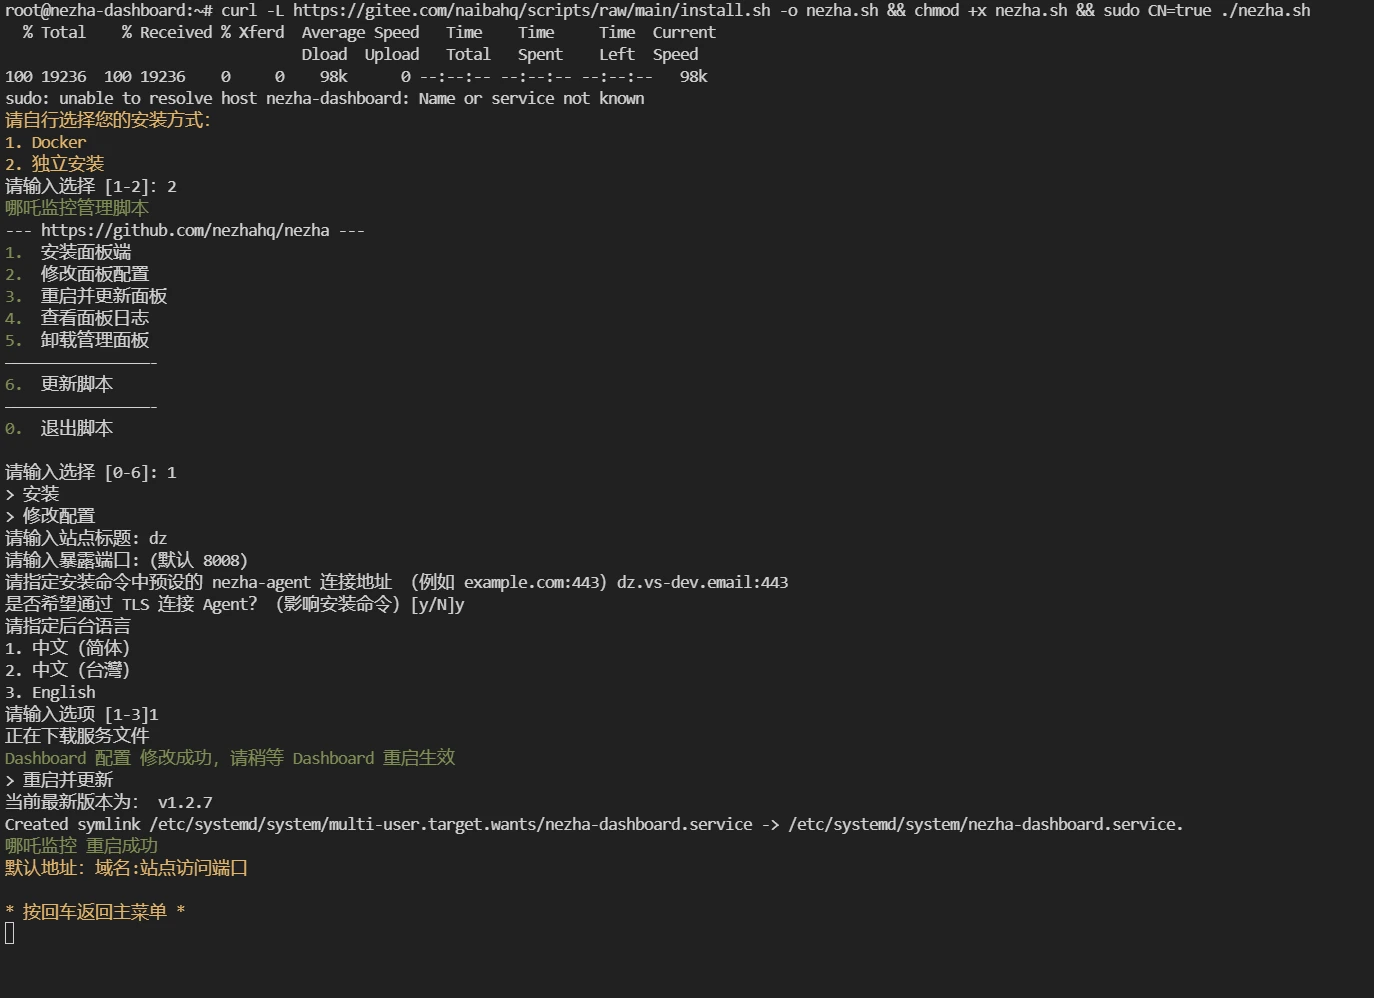 root@nezha-dashboard:~# curl -L https://gitee.com/naibahq/scripts/raw/main/install.sh -o nezha.sh && chmod +x nezha.sh && sudo CN=true ./nezha.sh
% Total % Received % Xferd Average Speed Time Time Time Current
Dload Upload Total Spent Left Speed
100 19236 100 19236 0 0 98k 0 --:--:-- --:--:-- --:--:-- 98k
sudo: unable to resolve host nezha-dashboard: Name or service not known
请自行选择您的安装方式：
1. Docker
2. 独立安装
请输入选择 [1-2]：2
哪吒监控管理脚本
--- https://github.com/nezhahq/nezha ---
1. 安装面板端
2. 修改面板配置
3. 重启并更新面板
4. 查看面板日志
5. 卸载管理面板
————————————————-
6. 更新脚本
————————————————-
0. 退出脚本
请输入选择 [0-6]: 1
> 安装
> 修改配置
请输入站点标题: dz
请输入暴露端口: (默认 8008)
请指定安装命令中预设的 nezha-agent 连接地址 （例如 example.com:443）dz.vs-dev.email:443
是否希望通过 TLS 连接 Agent？（影响安装命令）[y/N]y
请指定后台语言
1. 中文（简体）
2. 中文（台灣）
3. English
请输入选项 [1-3]1
正在下载服务文件
Dashboard 配置 修改成功，请稍等 Dashboard 重启生效
> 重启并更新
当前最新版本为： v1.2.7
Created symlink /etc/systemd/system/multi-user.target.wants/nezha-dashboard.service -> /etc/systemd/system/nezha-dashboard.service.
哪吒监控 重启成功
默认地址：域名:站点访问端口
* 按回车返回主菜单 *